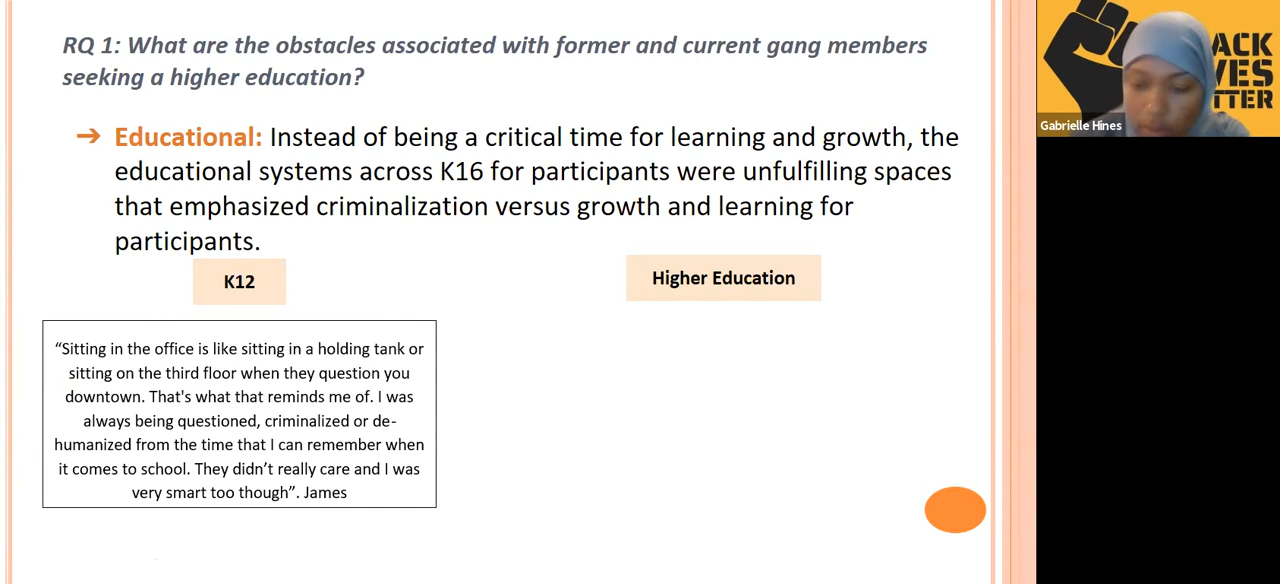 RQ 1: What are the obstacles associated with former and current gang members
seeking a higher education?
➔ Educational: Instead of being a critical time for learning and growth, the
educational systems across K16 for participants were unfulfilling spaces
that emphasized criminalization versus growth and learning for
participants.
K12
Higher Education
“Sitting in the office is like sitting in a holding tank or
sitting on the third floor when they question you
downtown. That's what that reminds me of. I was
always being questioned, criminalized or de-
humanized from the time that I can remember when
it comes to school. They didn’t really care and I was
very smart too though”. James
ACK
VES
TTER
Gabrielle Hines